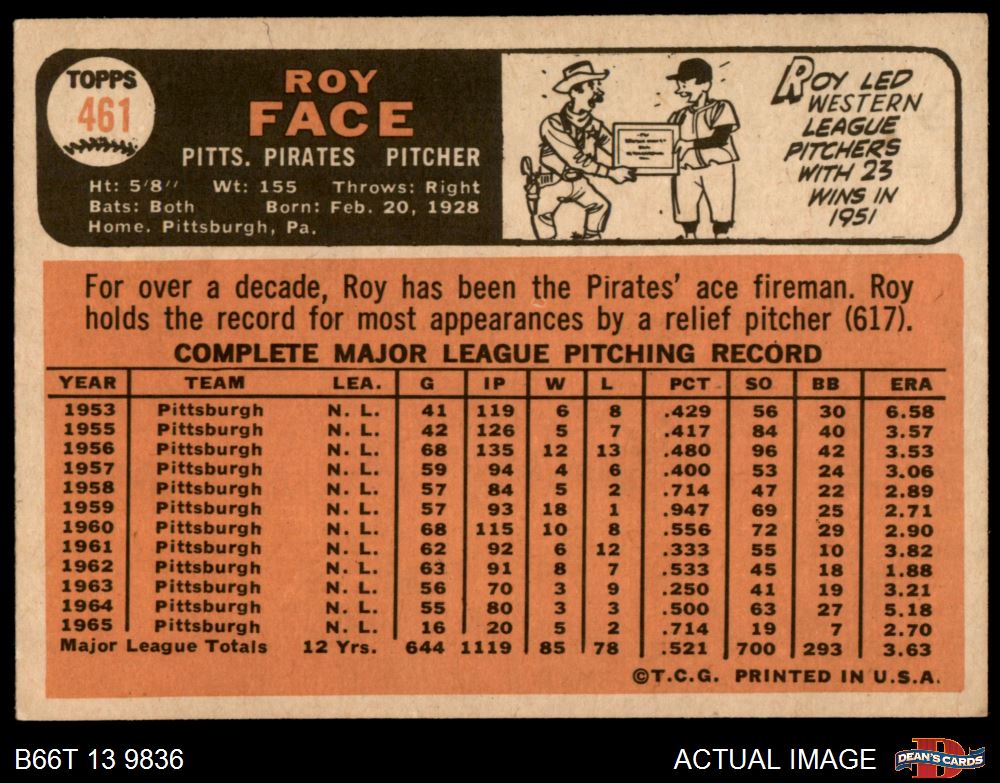 TOPPS
461
ROY
FACE
PITTS. PIRATES PITCHER
Ht: 5'8" Wt: 155 Throws: Right
Bats: Both Born: Feb. 20, 1928
Home. Pittsburgh, Pa.
ROY LED
WESTERN
LEAGUE
PITCHERS
WITH 23
WINS IN
1951
For over a decade, Roy has been the Pirates' ace fireman. Roy
holds the record for most appearances by a relief pitcher (617).
COMPLETE MAJOR LEAGUE PITCHING RECORD
YEAR TEAM LEA. G IP W L PCT SO BB ERA
1953 Pittsburgh N. L. 41 119 6 8 .429 56 30 6.58
1955 Pittsburgh N. L. 42 126 5 7 .417 84 40 3.57
1956 Pittsburgh N. L. 68 135 12 13 .480 96 42 3.53
1957 Pittsburgh N. L. 59 94 4 6 .400 53 24 3.06
1958 Pittsburgh N. L. 57 84 5 2 .714 47 22 2.89
1959 Pittsburgh N. L. 57 93 18 1 .947 69 25 2.71
1960 Pittsburgh N. L. 68 115 10 8 .556 72 29 2.90
1961 Pittsburgh N. L. 62 92 6 12 .333 55 10 3.82
1962 Pittsburgh N. L. 63 91 8 7 .533 45 18 1.88
1963 Pittsburgh N. L. 56 70 3 9 .250 41 19 3.21
1964 Pittsburgh N. L. 55 80 3 3 .500 63 27 5.18
1965 Pittsburgh N. L. 16 20 5 2 .714 19 7 2.70
Major League Totals 12 Yrs. 644 1119 85 78 .521 700 293 3.63
©T.C.G. PRINTED IN U.S.A.
B66T 13 9836
ACTUAL IMAGE
D
DEAN'S CARDS